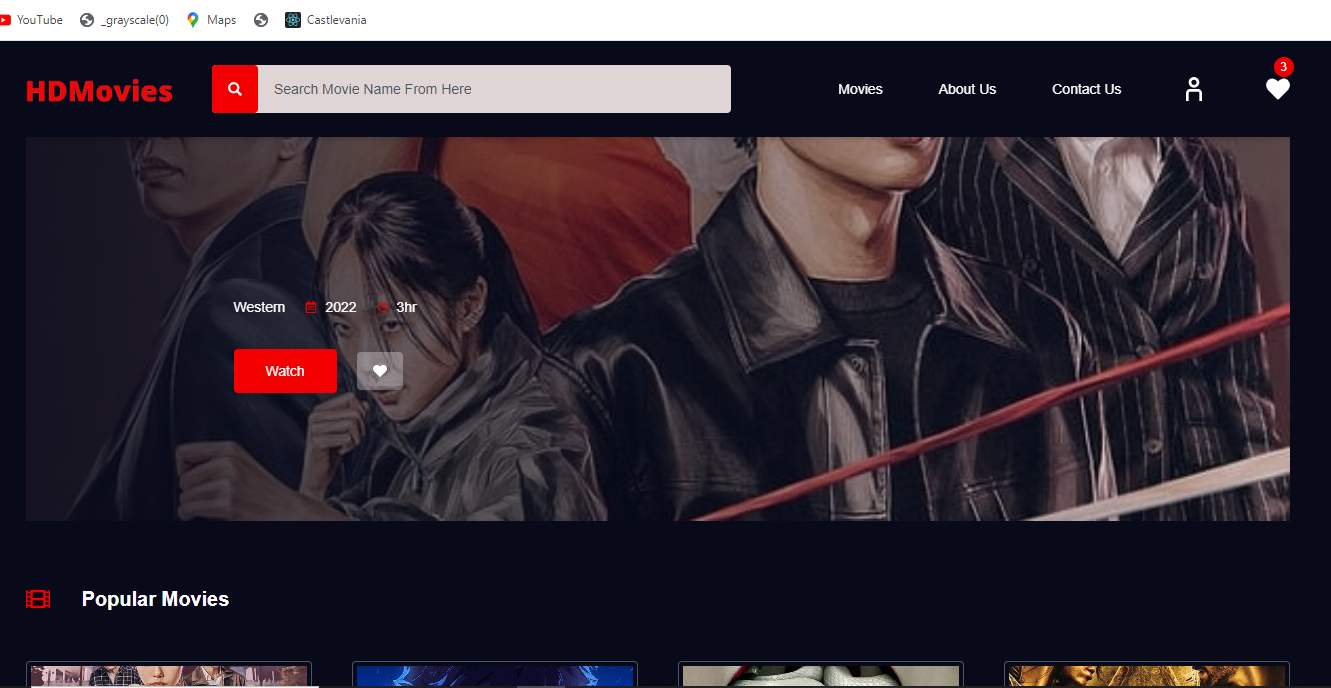 YouTube _grayscale(0) Maps Castlevania
HDMovies Search Movie Name From Here Movies About Us Contact Us 3
Western 2022 3hr
Watch
Popular Movies